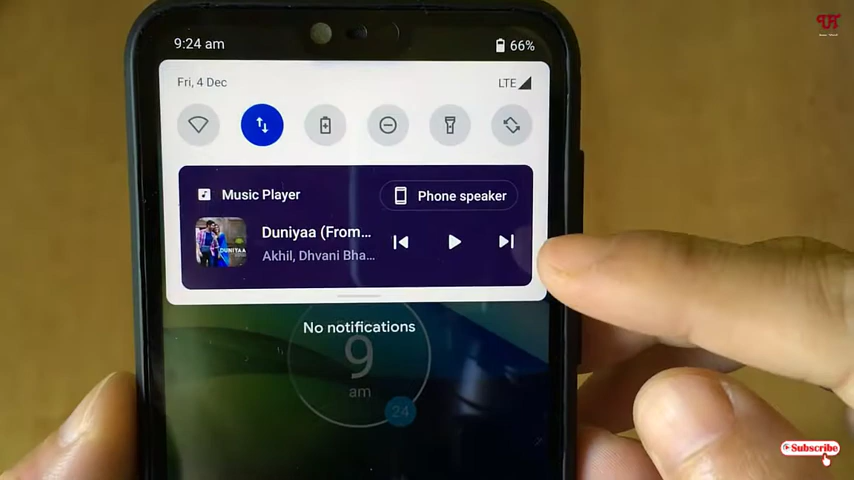 9:24 am
66%
Fri, 4 Dec
LTE
Music Player
Phone speaker
DUNIYAA
Duniyaa (From...
Akhil, Dhvani Bha...
No notifications
9
am
24
Subscribe